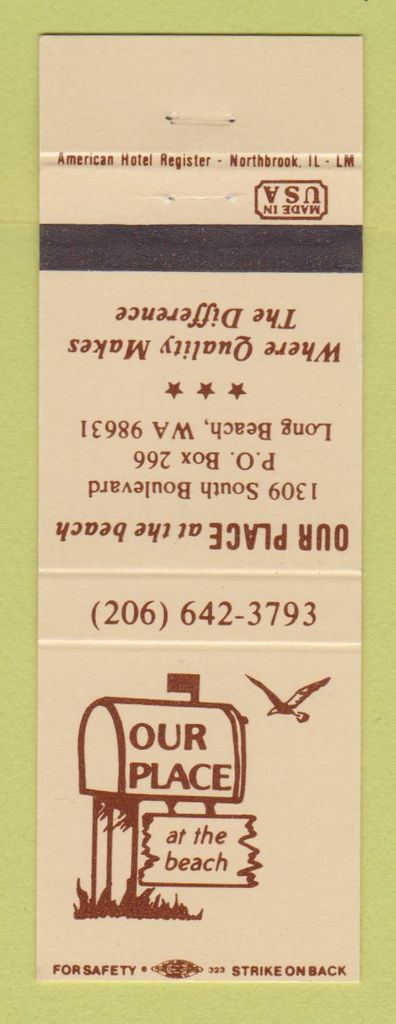 American Hotel Register - Northbrook, IL - LM
MADE IN
USA
OUR PLACE at the beach
1309 South Boulevard
P.O. Box 266
Long Beach, WA 98631
★ ★ ★
Where Quality Makes
The Difference
(206) 642-3793
OUR
PLACE
at the
beach
FOR SAFETY • 323 STRIKE ON BACK